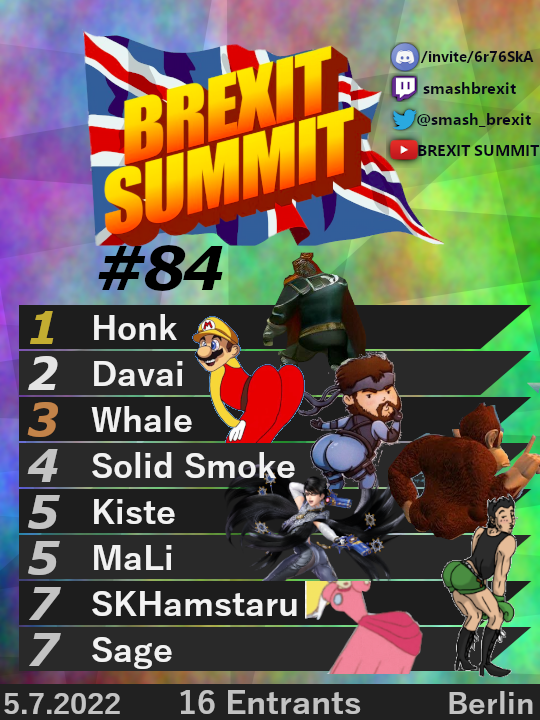 BREXIT
SUMMIT
/invite/6r76SkA
smashbrexit
@smash_brexit
BREXIT SUMMIT
#84
1 Honk
2 Davai
3 Whale
4 Solid Smoke
5 Kiste
5 MaLi
7 SKHamstaru
7 Sage
5.7.2022 16 Entrants Berlin